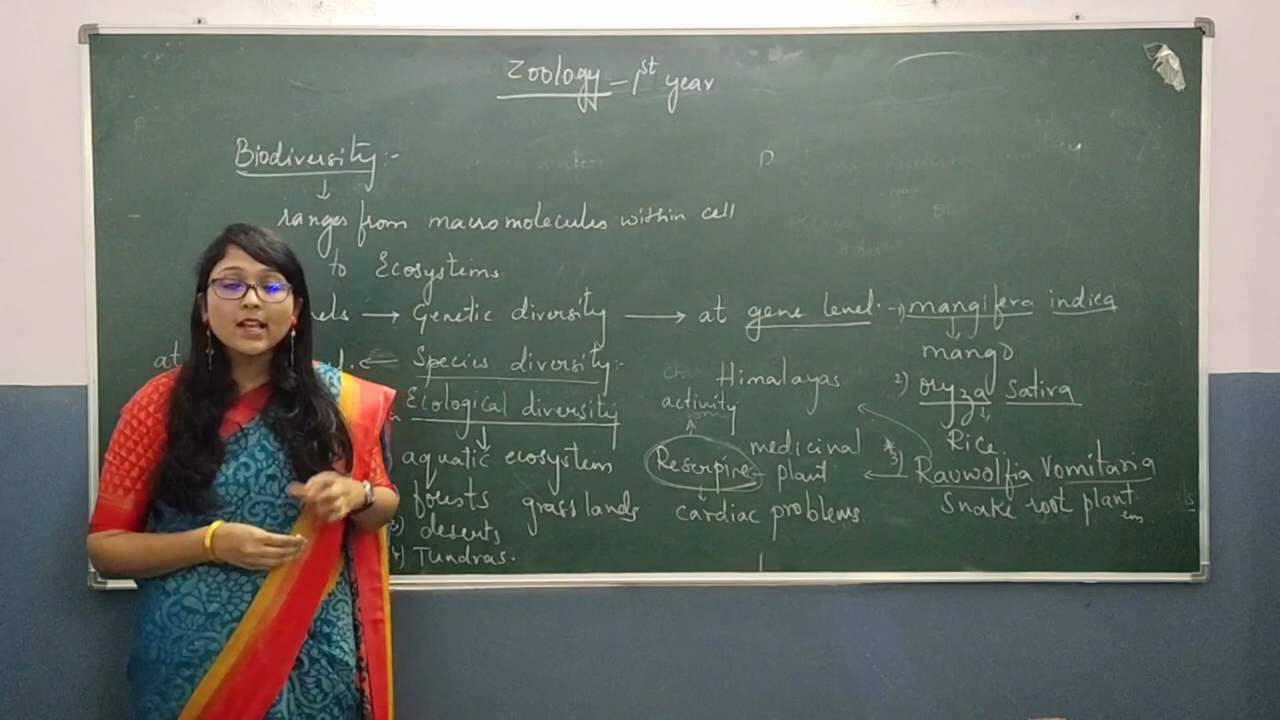 Zoology - 1st year
Biodiversity:-
↓
ranges from macromolecules within cell
to Ecosystems
→ Genetic diversity → at gene level. → 1) mangifera indica
↓
mango
at ← Species diversity:-
2) oryza Sativa
↓
Rice
Ecological diversity
↓
aquatic ecosystem
forests grasslands
3) deserts
4) Tundras.
* 3) Rauwolfia Vomitaria
Snake root plant
Himalayas
medicinal
plant
Reserpine -
activity
cardiac problems.